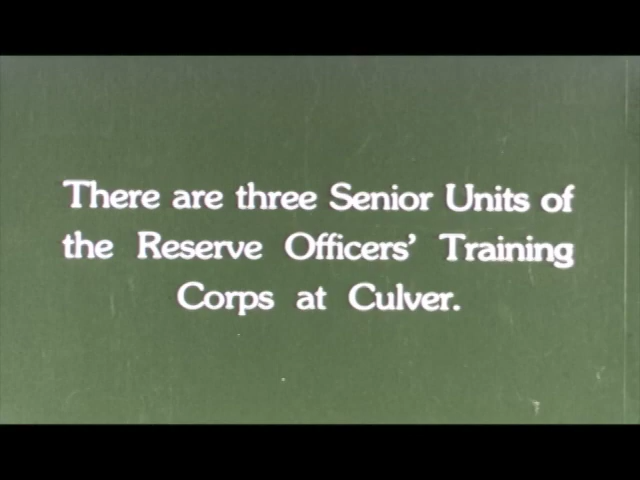 There are three Senior Units of
the Reserve Officers' Training
Corps at Culver.